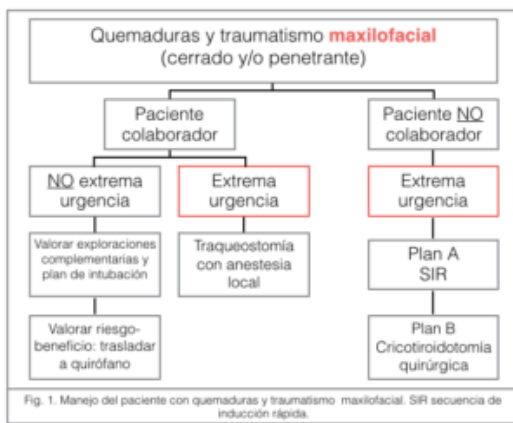 Quemaduras y traumatismo maxilofacial
(cerrado y/o penetrante)
Paciente
colaborador
Paciente NO
colaborador
NO extrema
urgencia
Extrema
urgencia
Extrema
urgencia
Valorar exploraciones
complementarias y
plan de intubación
Traqueostomía
con anestesia
local
Plan A
SIR
Valorar riesgo-
beneficio: trasladar
a quirófano
Plan B
Cricotiroidotomía
quirúrgica
Fig. 1. Manejo del paciente con quemaduras y traumatismo maxilofacial. SIR secuencia de
inducción rápida.